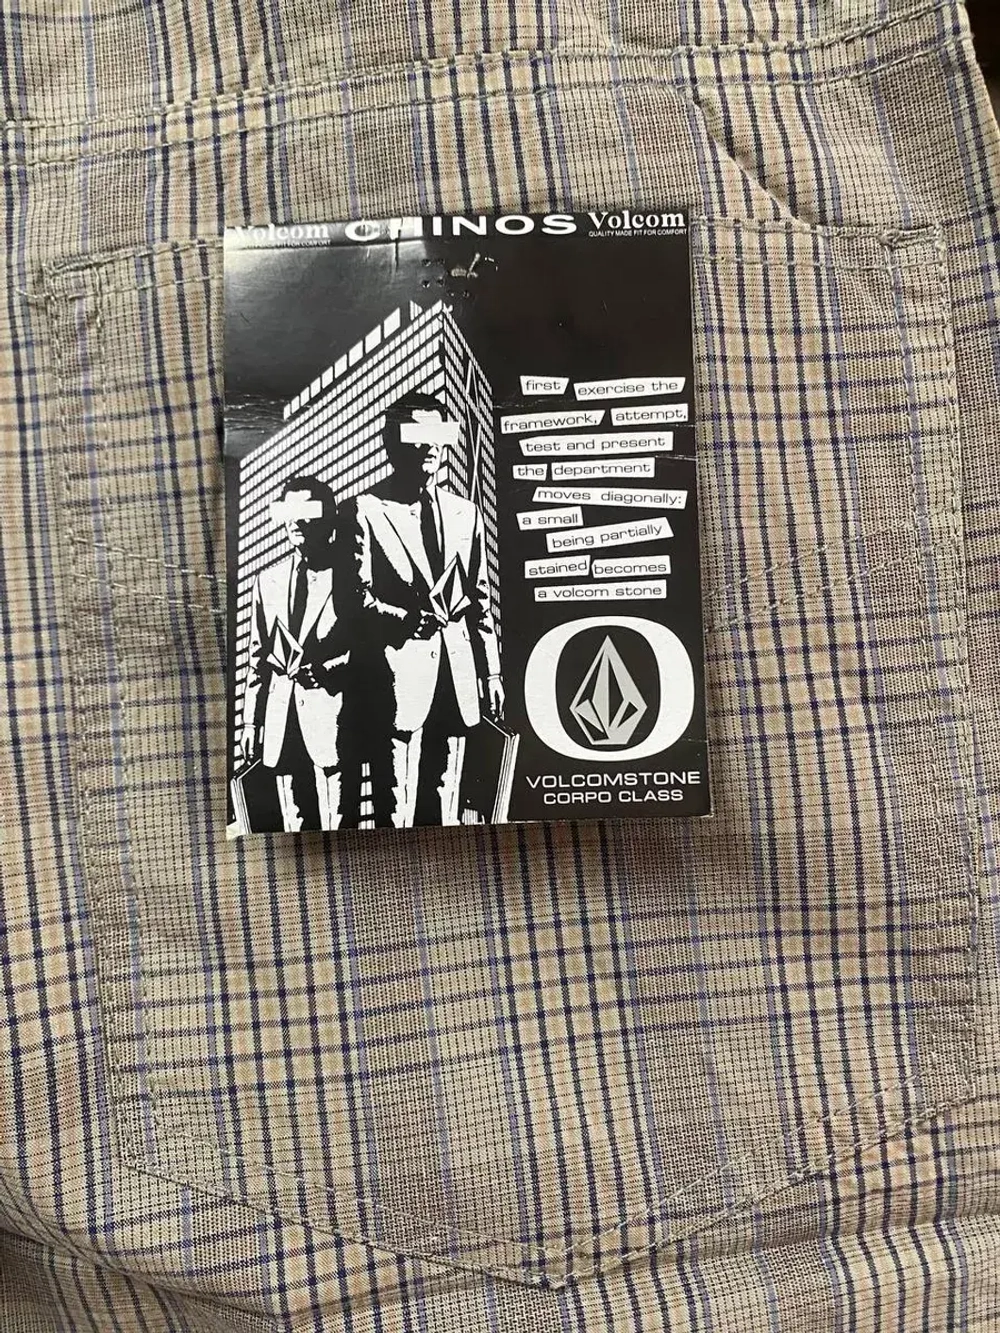 Volcom CHINOS Volcom
QUALITY MADE FIT FOR COMFORT
first exercise the
framework, attempt,
test and present
the department
moves diagonally:
a small
being partially
stained becomes
a volcom stone
VOLCOMSTONE
CORPO CLASS